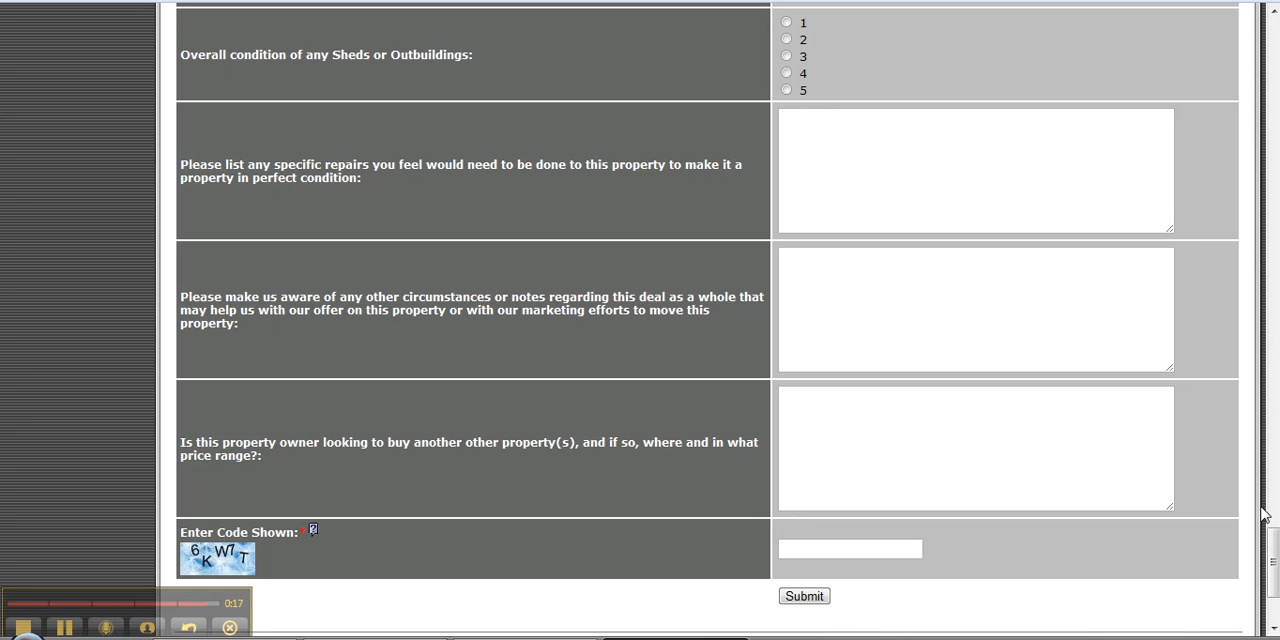 Overall condition of any Sheds or Outbuildings:
1
2
3
4
5
Please list any specific repairs you feel would need to be done to this property to make it a
property in perfect condition:
Please make us aware of any other circumstances or notes regarding this deal as a whole that
may help us with our offer on this property or with our marketing efforts to move this
property:
Is this property owner looking to buy another other property(s), and if so, where and in what
price range?:
Enter Code Shown:* ?
6KW7T
Submit
0:17